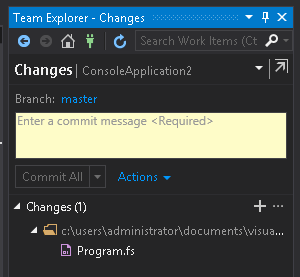 Team Explorer - Changes
Search Work Items (Ct
Changes | ConsoleApplication2
Branch: master
Enter a commit message <Required>
Commit All
Actions
Changes (1)
c:\users\administrator\documents\visua...
Program.fs